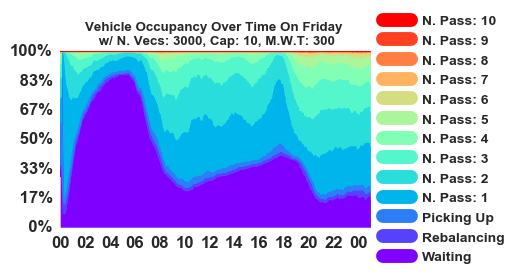 Vehicle Occupancy Over Time On Friday
w/ N. Vecs: 3000, Cap: 10, M.W.T: 300
100%
83%
67%
50%
33%
17%
0%
00 02 04 06 08 10 12 14 16 18 20 22 00
N. Pass: 10
N. Pass: 9
N. Pass: 8
N. Pass: 7
N. Pass: 6
N. Pass: 5
N. Pass: 4
N. Pass: 3
N. Pass: 2
N. Pass: 1
Picking Up
Rebalancing
Waiting